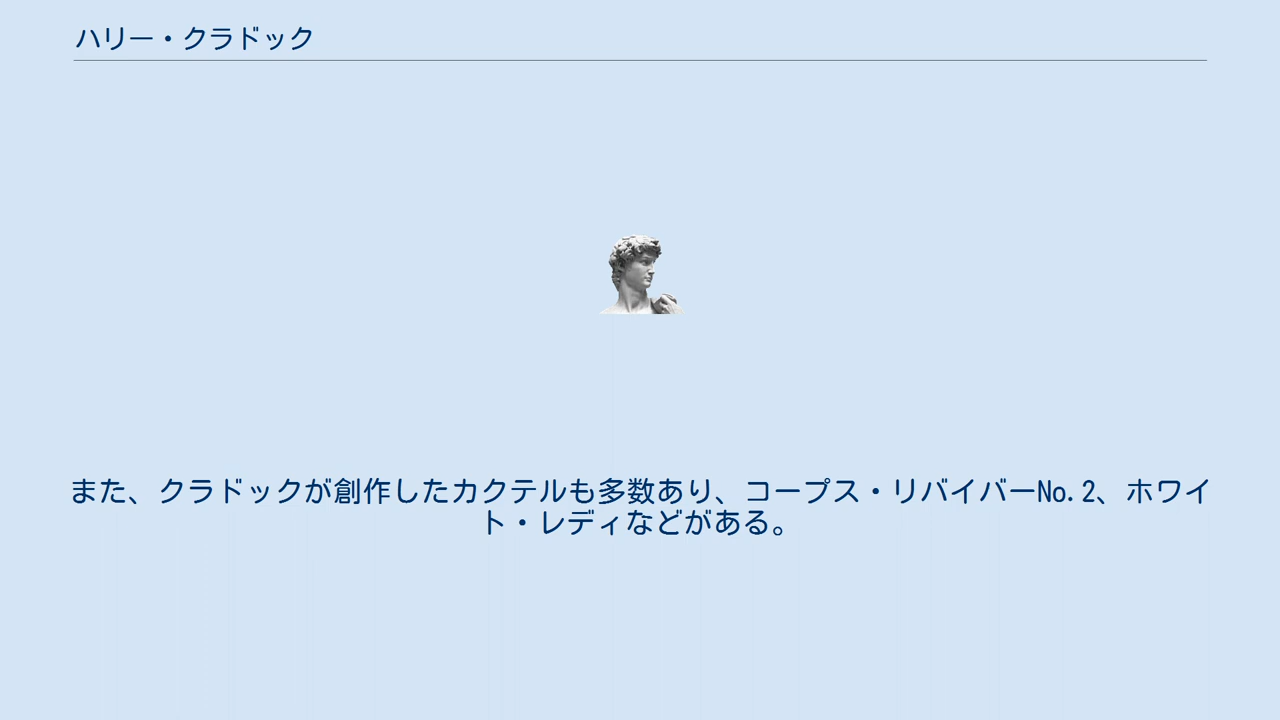 ハリー・クラドック
また、クラドックが創作したカクテルも多数あり、コープス・リバイバーNo.2、ホワイ
ト・レディなどがある。